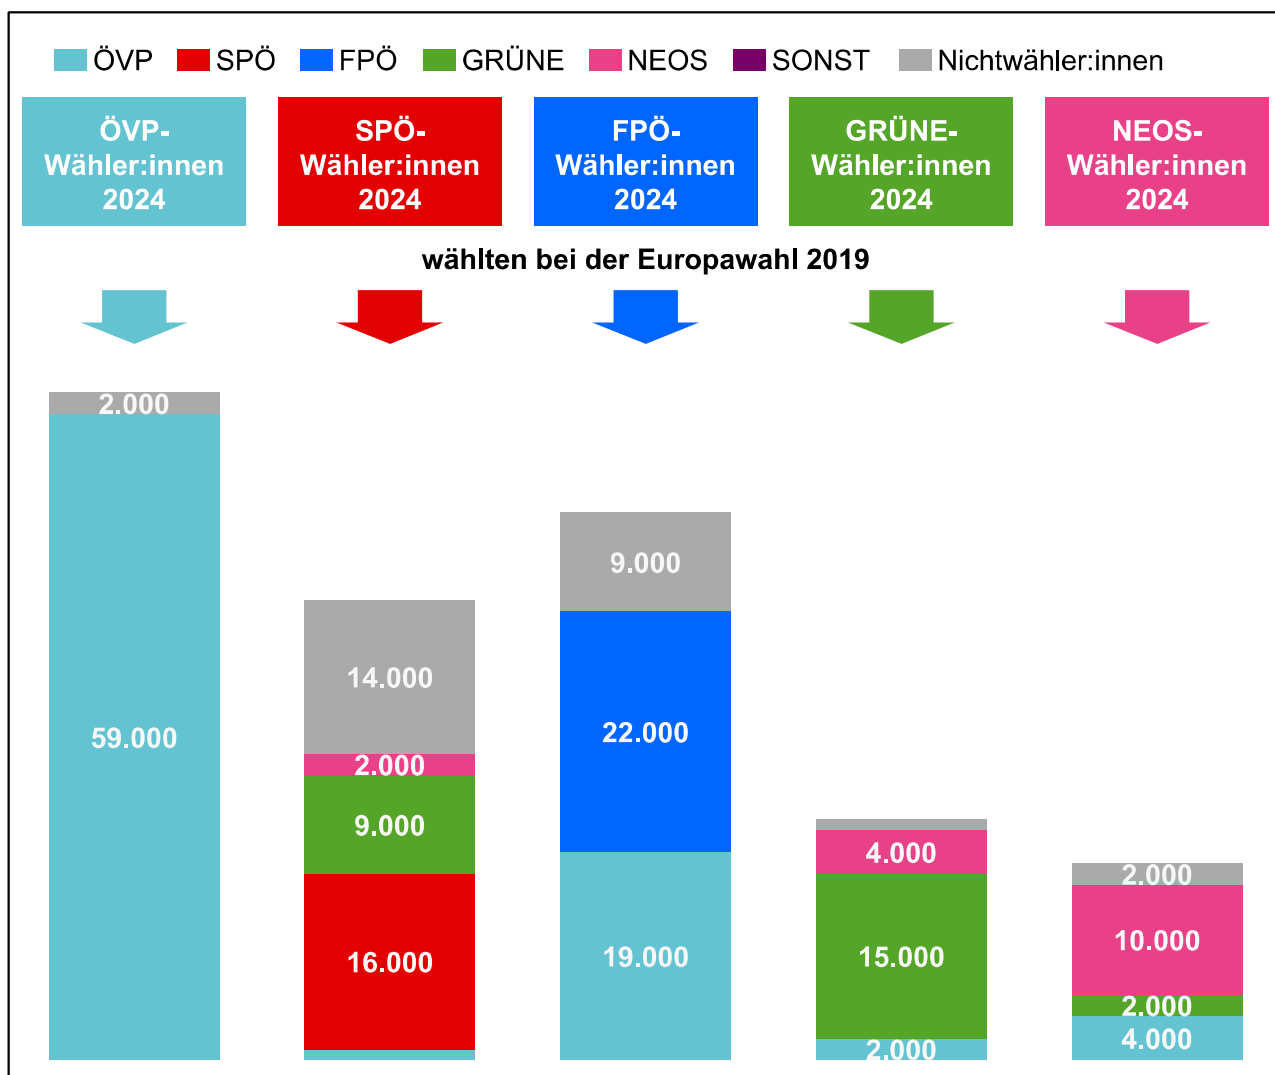 ÖVP SPÖ FPÖ GRÜNE NEOS SONST Nichtwähler:innen
ÖVP-
Wähler:innen
2024
SPÖ-
Wähler:innen
2024
FPÖ-
Wähler:innen
2024
GRÜNE-
Wähler:innen
2024
NEOS-
Wähler:innen
2024
wählten bei der Europawahl 2019
2.000
59.000
14.000
2.000
9.000
16.000
9.000
22.000
19.000
4.000
15.000
2.000
2.000
10.000
2.000
4.000